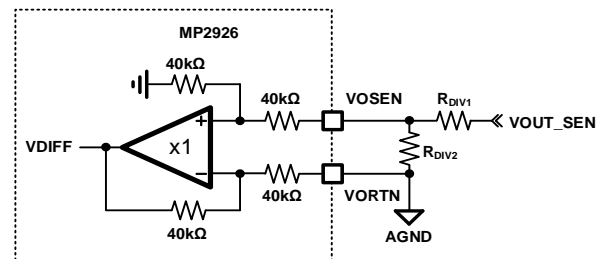 MP2926
40kΩ
40kΩ
VOSEN
RDIV1
VOUT_SEN
VDIFF
+
x1
−
RDIV2
40kΩ
VORTN
40kΩ
AGND